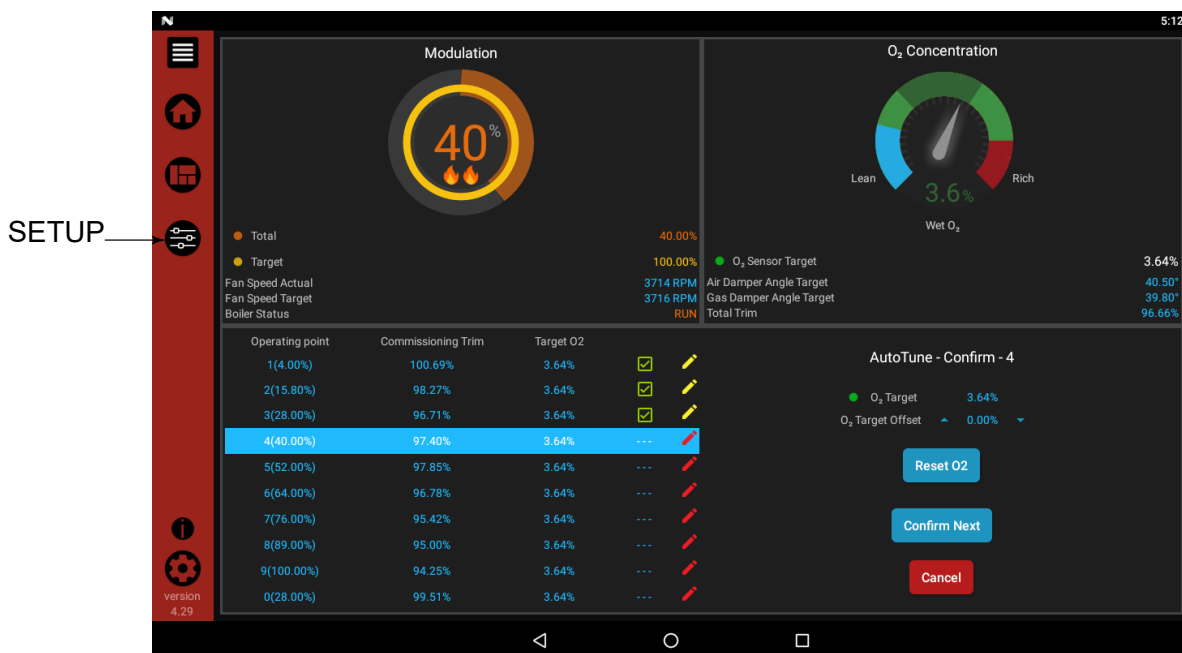 5:12
SETUP
Modulation
40%
Total 40.00%
Target 100.00%
Fan Speed Actual 3714 RPM
Fan Speed Target 3716 RPM
Boiler Status RUN
O₂ Concentration
Lean Rich
3.6%
Wet O₂
O₂ Sensor Target 3.64%
Air Damper Angle Target 40.50°
Gas Damper Angle Target 39.80°
Total Trim 96.66%
Operating point Commissioning Trim Target O2
1(4.00%) 100.69% 3.64%
2(15.80%) 98.27% 3.64%
3(28.00%) 96.71% 3.64%
4(40.00%) 97.40% 3.64% ---
5(52.00%) 97.85% 3.64% ---
6(64.00%) 96.78% 3.64% ---
7(76.00%) 95.42% 3.64% ---
8(89.00%) 95.00% 3.64% ---
9(100.00%) 94.25% 3.64% ---
0(28.00%) 99.51% 3.64% ---
AutoTune - Confirm - 4
O₂ Target 3.64%
O₂ Target Offset 0.00%
Reset O2
Confirm Next
Cancel
version
4.29